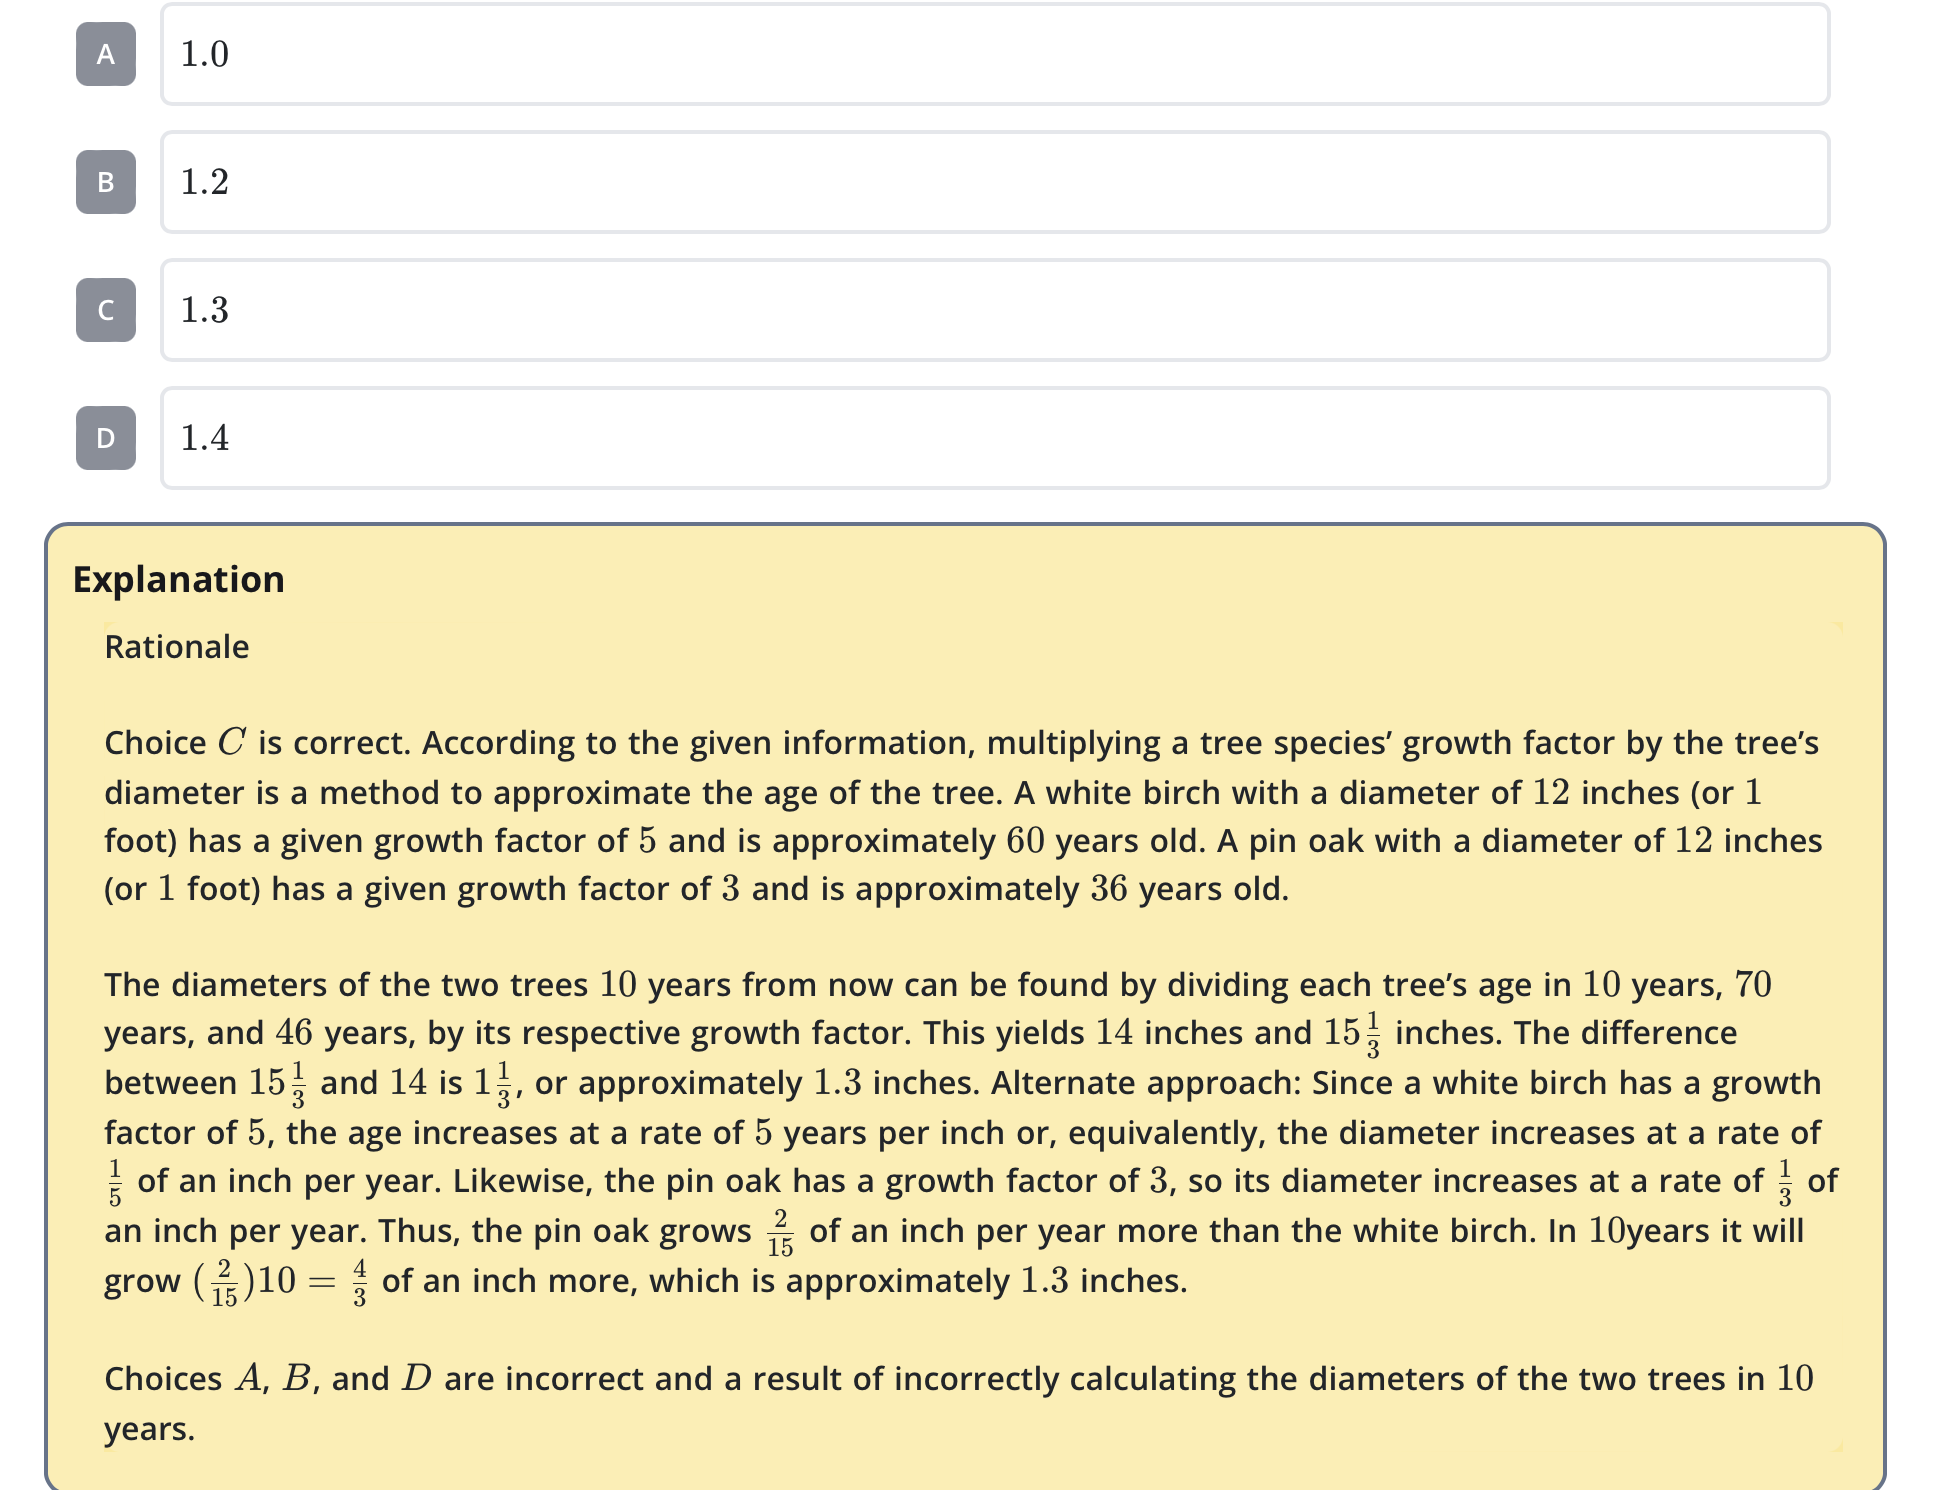 A 1.0
B 1.2
C 1.3
D 1.4
Explanation
Rationale
Choice C is correct. According to the given information, multiplying a tree species’ growth factor by the tree’s
diameter is a method to approximate the age of the tree. A white birch with a diameter of 12 inches (or 1
foot) has a given growth factor of 5 and is approximately 60 years old. A pin oak with a diameter of 12 inches
(or 1 foot) has a given growth factor of 3 and is approximately 36 years old.
The diameters of the two trees 10 years from now can be found by dividing each tree’s age in 10 years, 70
years, and 46 years, by its respective growth factor. This yields 14 inches and 15 1/3 inches. The difference
between 15 1/3 and 14 is 1 1/3, or approximately 1.3 inches. Alternate approach: Since a white birch has a growth
factor of 5, the age increases at a rate of 5 years per inch or, equivalently, the diameter increases at a rate of
1/5 of an inch per year. Likewise, the pin oak has a growth factor of 3, so its diameter increases at a rate of 1/3 of
an inch per year. Thus, the pin oak grows 2/15 of an inch per year more than the white birch. In 10years it will
grow (2/15)10 = 4/3 of an inch more, which is approximately 1.3 inches.
Choices A, B, and D are incorrect and a result of incorrectly calculating the diameters of the two trees in 10
years.